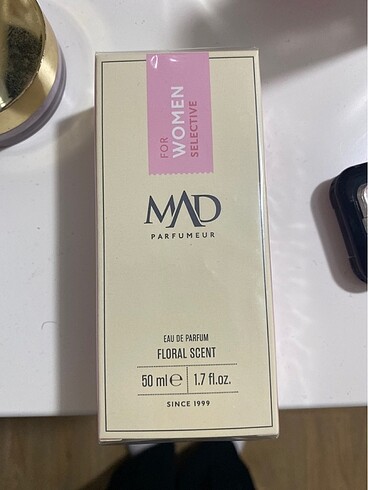 FOR
WOMEN
SELECTIVE
MAD
PARFUMEUR
EAU DE PARFUM
FLORAL SCENT
50 ml ℮ 1.7 fl.oz.
SINCE 1999